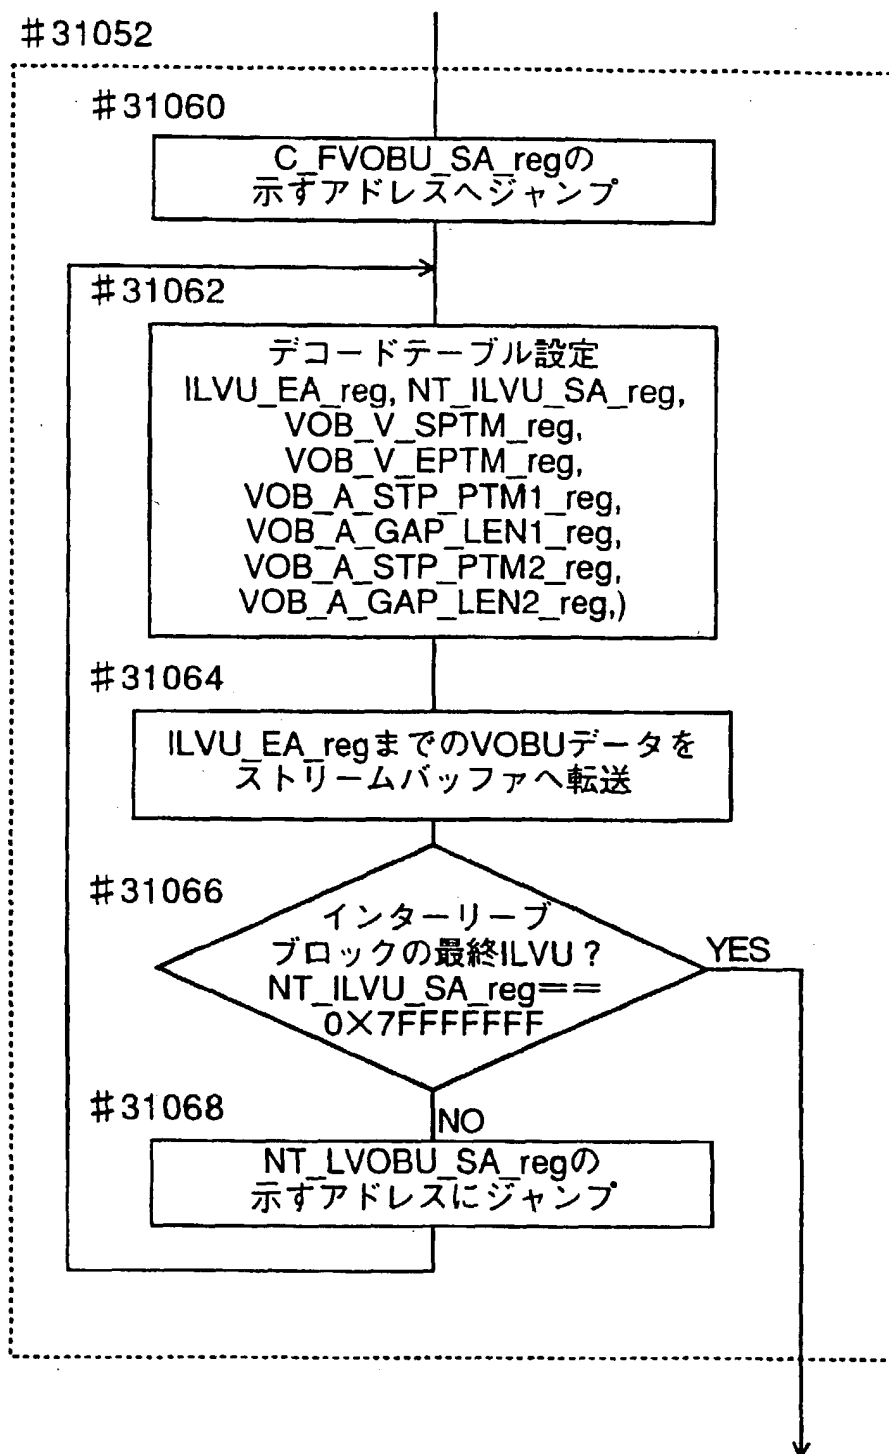 #31052
#31060
C_FVOBU_SA_regの
示すアドレスへジャンプ
#31062
デコードテーブル設定
ILVU_EA_reg, NT_ILVU_SA_reg,
VOB_V_SPTM_reg,
VOB_V_EPTM_reg,
VOB_A_STP_PTM1_reg,
VOB_A_GAP_LEN1_reg,
VOB_A_STP_PTM2_reg,
VOB_A_GAP_LEN2_reg,)
#31064
ILVU_EA_regまでのVOBUデータを
ストリームバッファへ転送
#31066
インターリーブ
ブロックの最終ILVU?
NT_ILVU_SA_reg==
0×7FFFFFFF
YES
#31068
NO
NT_LVOBU_SA_regの
示すアドレスにジャンプ